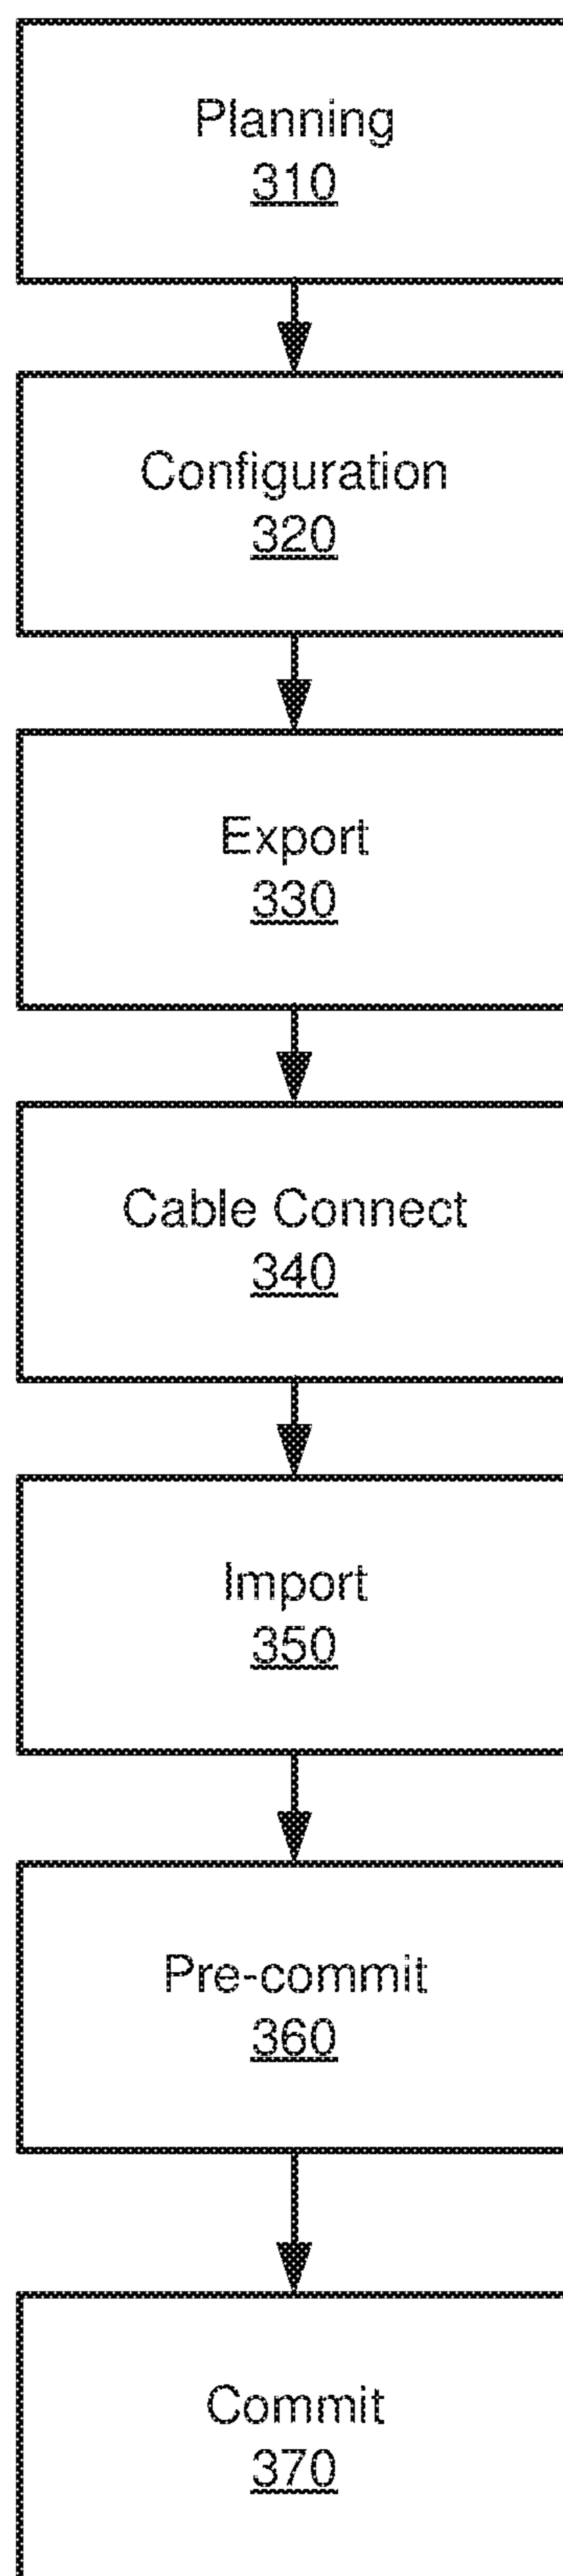 Planning
310
Configuration
320
Export
330
Cable Connect
340
Import
350
Pre-commit
360
Commit
370